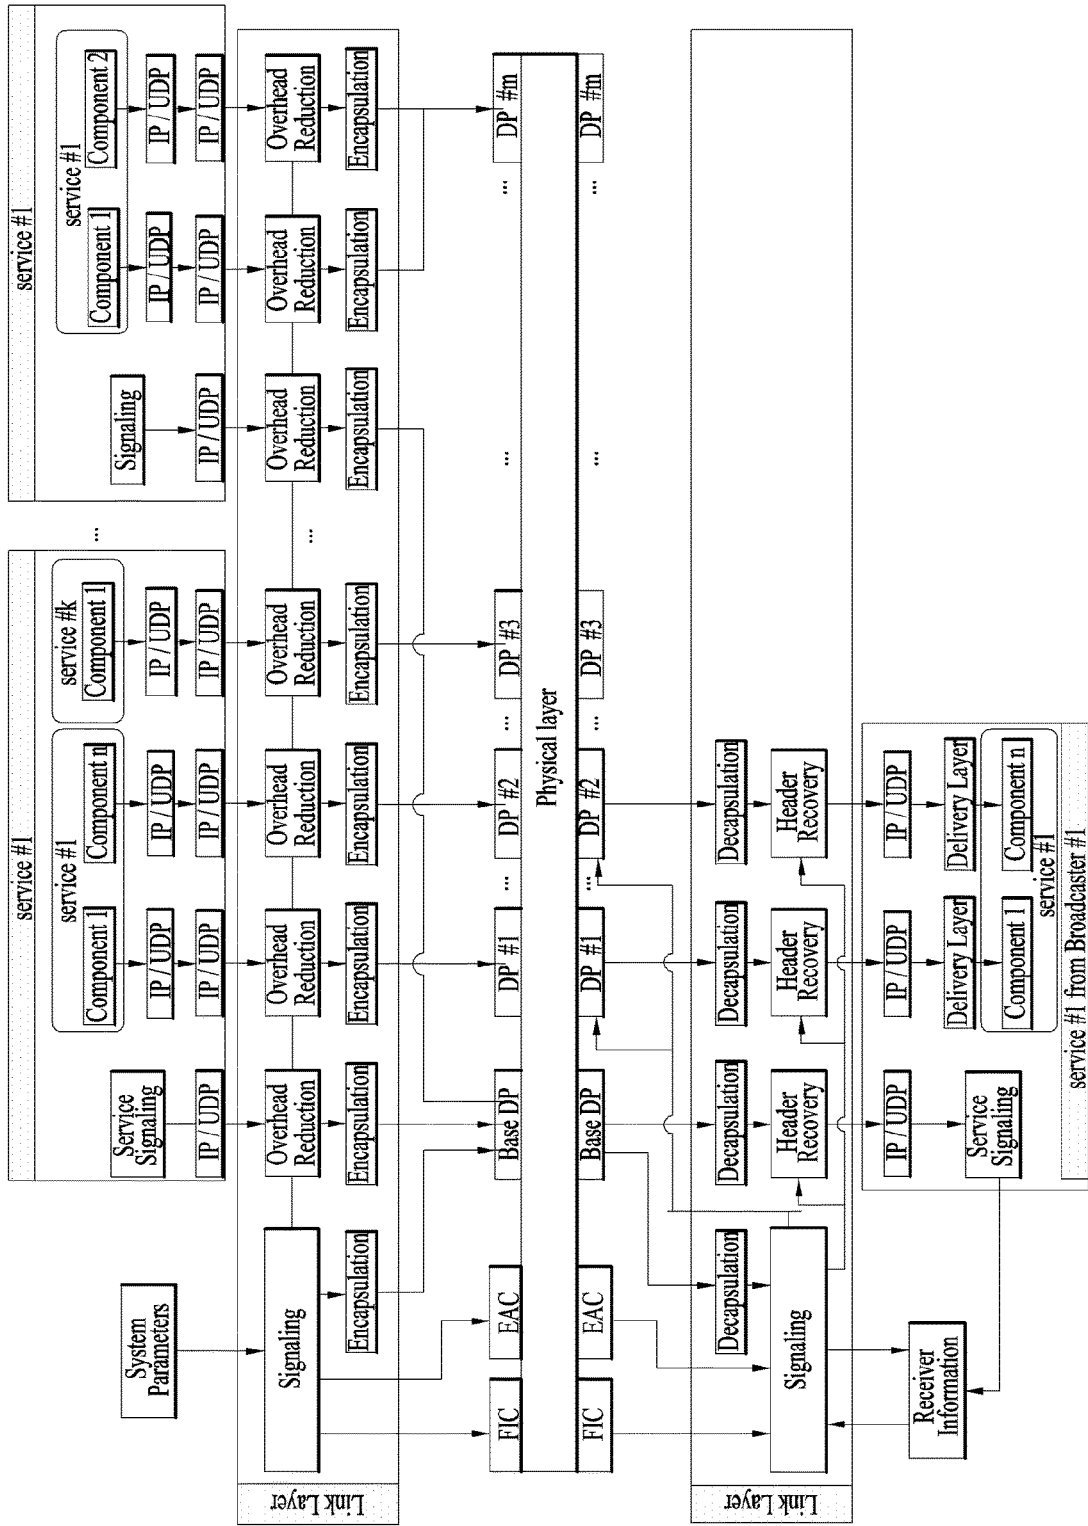 service #1
service #1
service #1
service #k
service #1
Component 1
Component n
Component 1
Component 1
Component 2
System
Parameters
Service
Signaling
Signaling
...
IP / UDP
IP / UDP
IP / UDP
IP / UDP
IP / UDP
IP / UDP
IP / UDP
IP / UDP
IP / UDP
IP / UDP
IP / UDP
IP / UDP
Link Layer
Signaling
Overhead
Reduction
Overhead
Reduction
Overhead
Reduction
Overhead
Reduction
...
Overhead
Reduction
Overhead
Reduction
Overhead
Reduction
Encapsulation
Encapsulation
Encapsulation
Encapsulation
Encapsulation
Encapsulation
Encapsulation
Encapsulation
FIC
EAC
Base DP
DP #1
...
DP #2
...
DP #3
...
...
DP #m
Physical layer
FIC
EAC
Base DP
DP #1
...
DP #2
...
DP #3
...
...
DP #m
Link Layer
Decapsulation
Decapsulation
Decapsulation
Decapsulation
Signaling
Header
Recovery
Header
Recovery
Header
Recovery
Receiver
Information
IP / UDP
IP / UDP
IP / UDP
Delivery Layer
Delivery Layer
Service
Signaling
Component 1
Component n
service #1
service #1 from Broadcaster #1